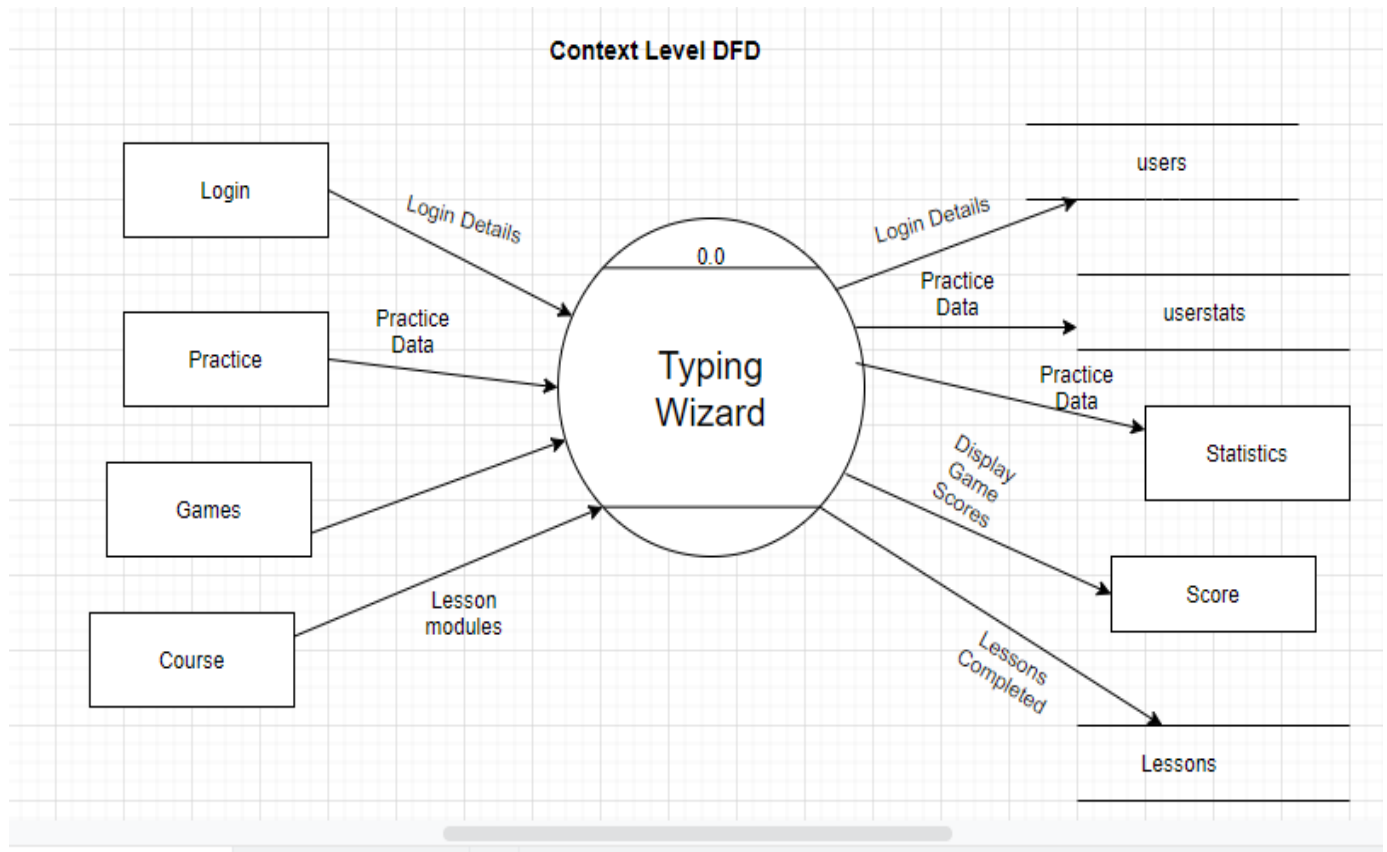 Context Level DFD
users
Login
Login Details
Login Details
0.0
Practice
Data
userstats
Practice
Data
Practice
Typing
Wizard
Practice
Data
Statistics
Display
Game
Scores
Games
Score
Lesson
modules
Course
Lessons
Completed
Lessons